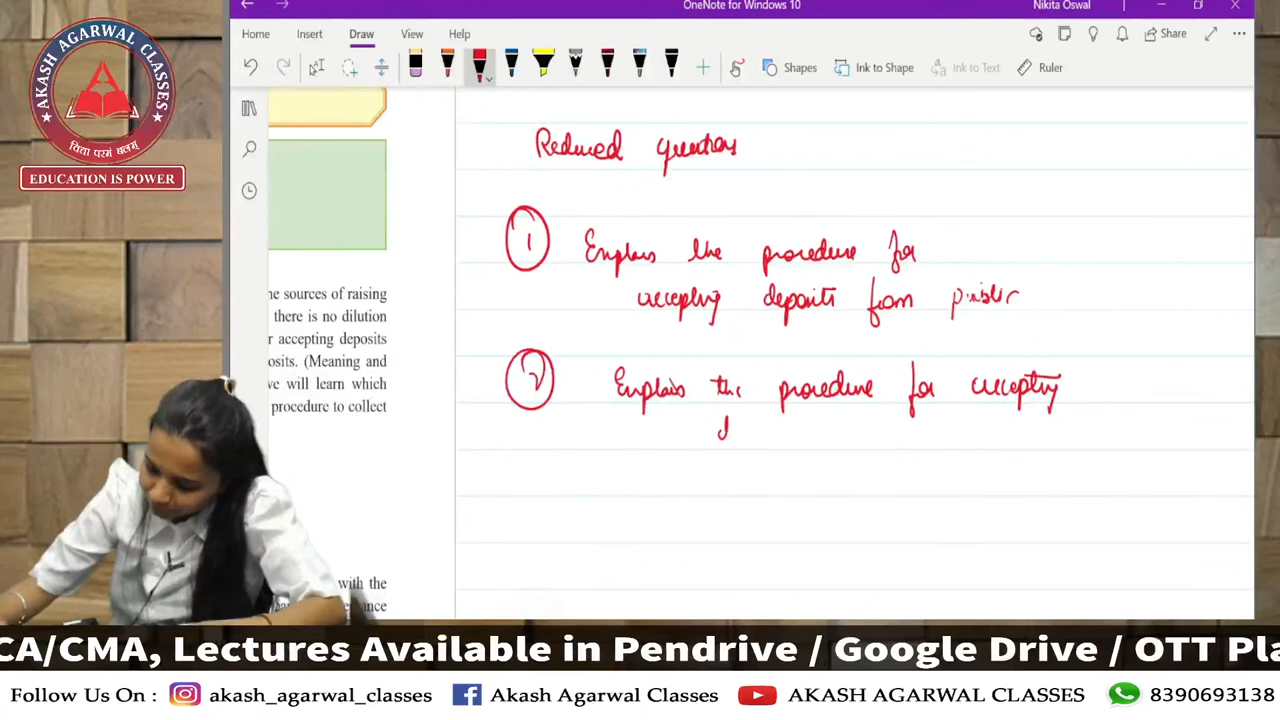 OneNote for Windows 10
Nikita Oswal
Home Insert Draw View Help
Share
Shapes Ink to Shape Ink to Text Ruler
AKASH AGARWAL CLASSES
विद्या परमं बलम्
EDUCATION IS POWER
Reduced questions
1 Explain the procedure for
accepting deposits from public
2 Explain the procedure for accepting
d
ne sources of raising
there is no dilution
r accepting deposits
osits. (Meaning and
ve will learn which
procedure to collect
with the
CA/CMA, Lectures Available in Pendrive / Google Drive / OTT Pla
Follow Us On : akash_agarwal_classes Akash Agarwal Classes AKASH AGARWAL CLASSES 8390693138